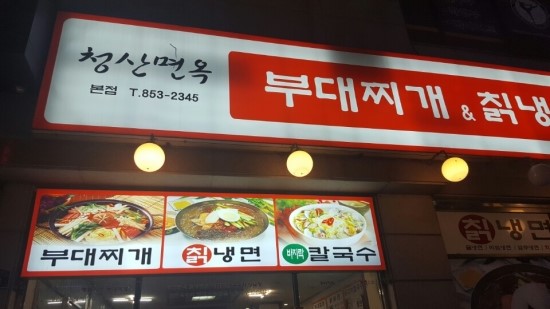 청산면옥
본점 T.853-2345
부대찌개 & 칡냉
부대찌개
칡냉면
바지락 칼국수
칡냉면